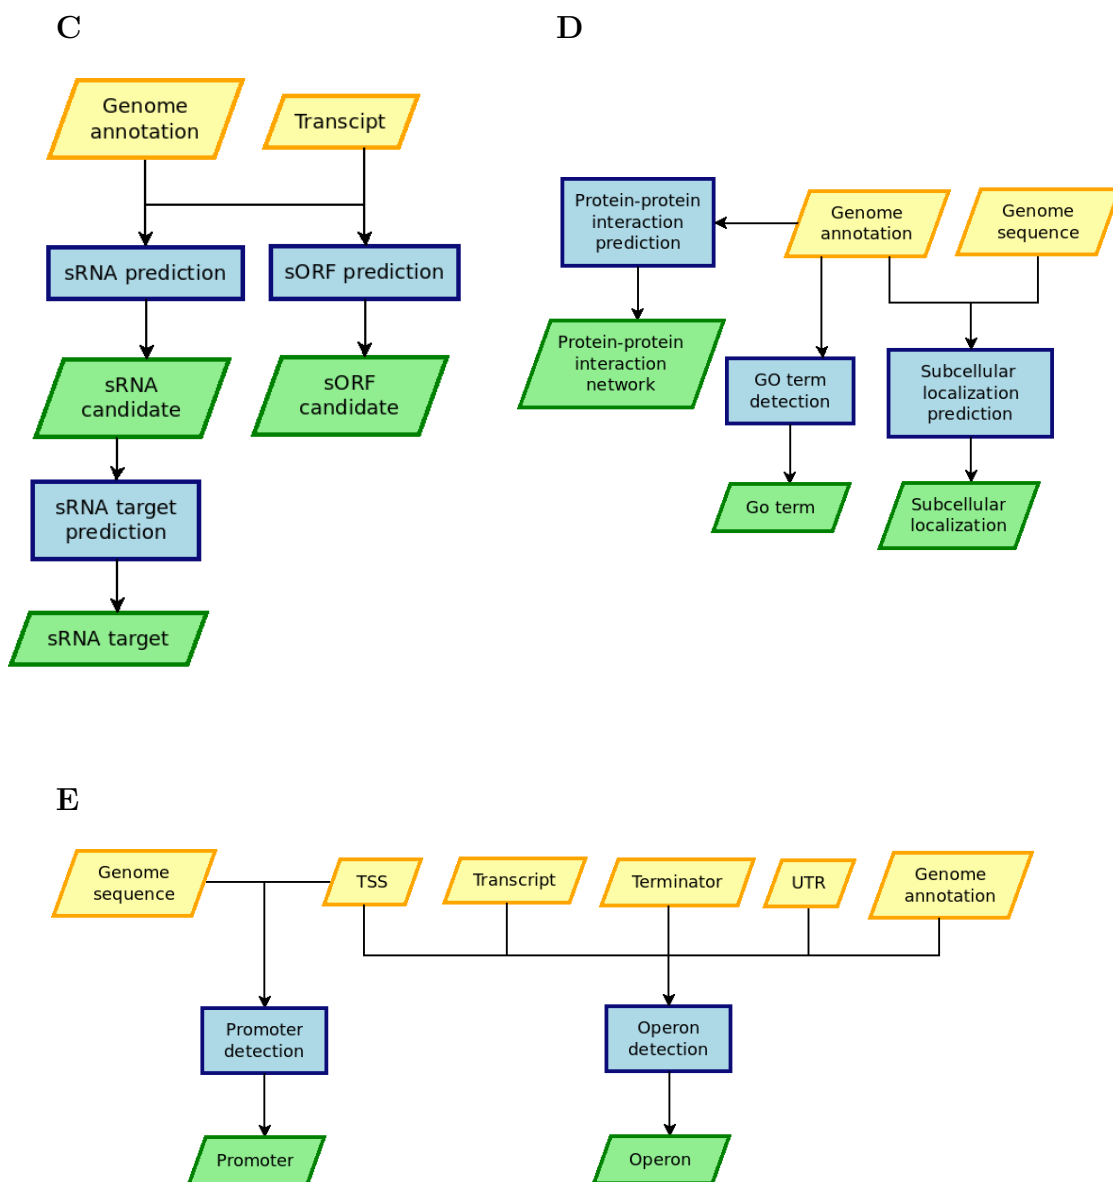 C
Genome
annotation
Transcipt
sRNA prediction
sORF prediction
sRNA
candidate
sORF
candidate
sRNA target
prediction
sRNA target
D
Protein-protein
interaction
prediction
Genome
annotation
Genome
sequence
Protein-protein
interaction
network
GO term
detection
Subcellular
localization
prediction
Go term
Subcellular
localization
E
Genome
sequence
TSS
Transcript
Terminator
UTR
Genome
annotation
Promoter
detection
Operon
detection
Promoter
Operon